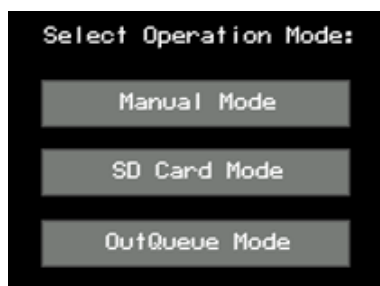 Select Operation Mode:
Manual Mode
SD Card Mode
OutQueue Mode